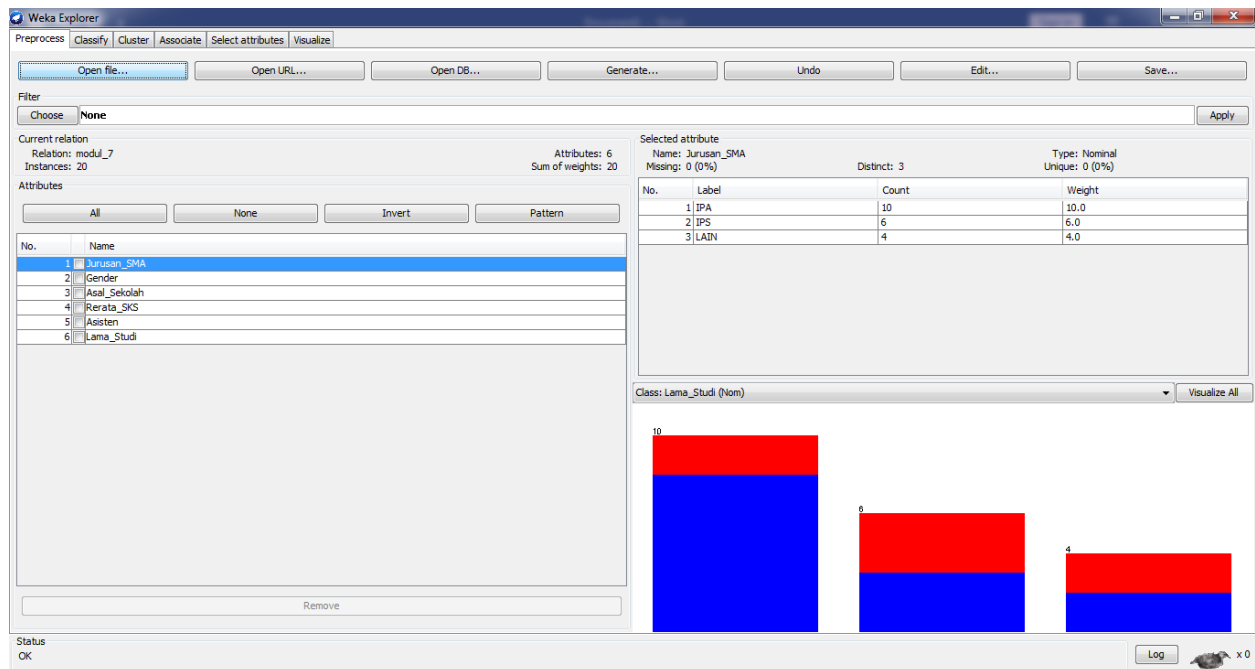 Weka Explorer
Preprocess Classify Cluster Associate Select attributes Visualize
Open file... Open URL... Open DB... Generate... Undo Edit... Save...
Filter
Choose None Apply
Current relation
Relation: modul_7 Attributes: 6
Instances: 20 Sum of weights: 20
Attributes
All None Invert Pattern
No. Name
1 Jurusan_SMA
2 Gender
3 Asal_Sekolah
4 Rerata_SKS
5 Asisten
6 Lama_Studi
Remove
Selected attribute
Name: Jurusan_SMA Type: Nominal
Missing: 0 (0%) Distinct: 3 Unique: 0 (0%)
No. Label Count Weight
1 IPA 10 10.0
2 IPS 6 6.0
3 LAIN 4 4.0
Class: Lama_Studi (Nom) Visualize All
10
6
4
Status
OK Log x 0